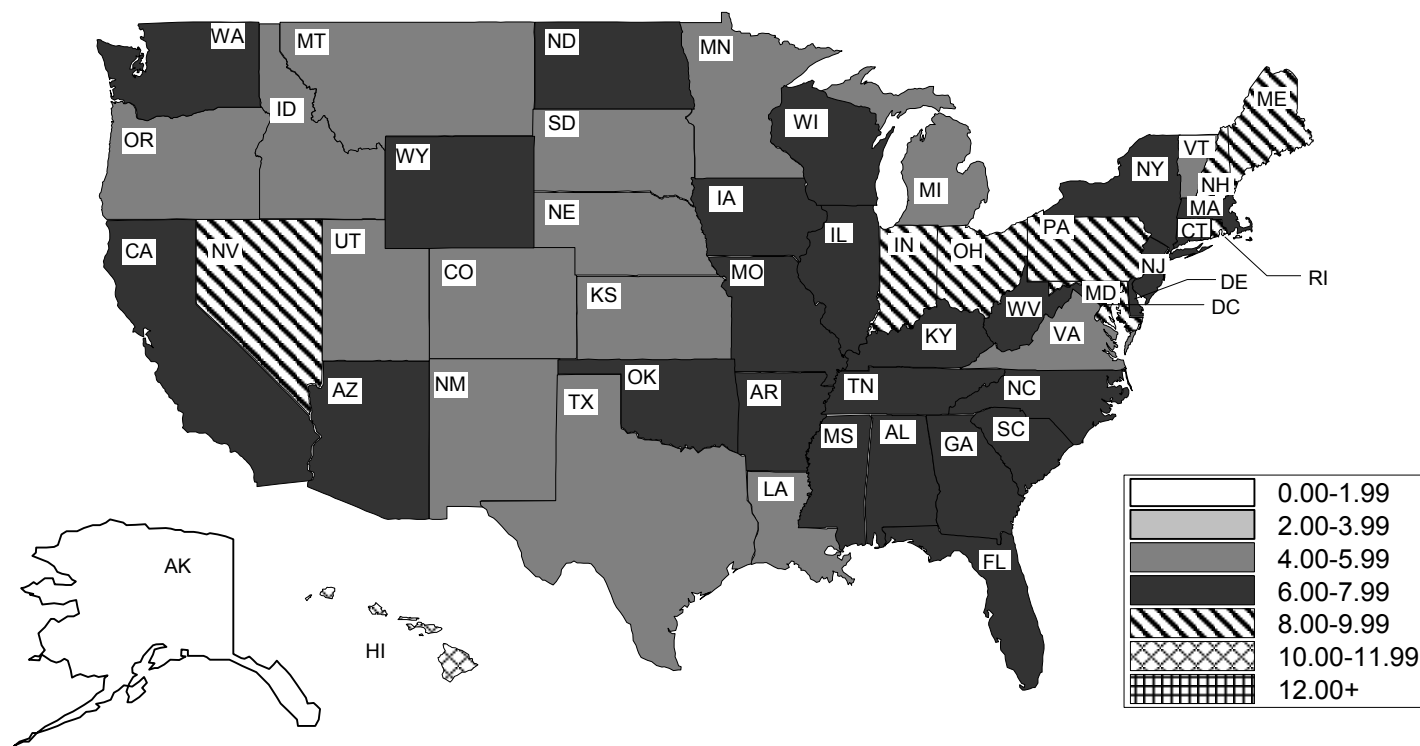 WA
MT
ND
MN
ME
ID
SD
WI
OR
VT
WY
NY
MI
NH
IA
MA
NE
PA
CT
CA
NV
UT
IL
IN
OH
CO
MO
NJ
RI
KS
MD
DE
WV
DC
KY
VA
OK
AZ
NM
TN
NC
TX
AR
SC
MS
AL
GA
LA
FL
AK
HI
0.00-1.99
2.00-3.99
4.00-5.99
6.00-7.99
8.00-9.99
10.00-11.99
12.00+